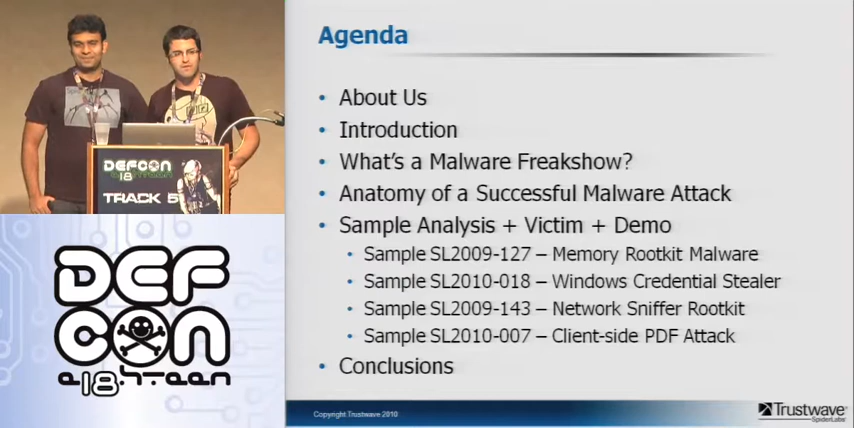 DEFCON
18
TRACK 5
DEF
CON
e18hteen
Agenda
• About Us
• Introduction
• What's a Malware Freakshow?
• Anatomy of a Successful Malware Attack
• Sample Analysis + Victim + Demo
• Sample SL2009-127 – Memory Rootkit Malware
• Sample SL2010-018 – Windows Credential Stealer
• Sample SL2009-143 – Network Sniffer Rootkit
• Sample SL2010-007 – Client-side PDF Attack
• Conclusions
Copyright Trustwave 2010
Trustwave
SpiderLabs